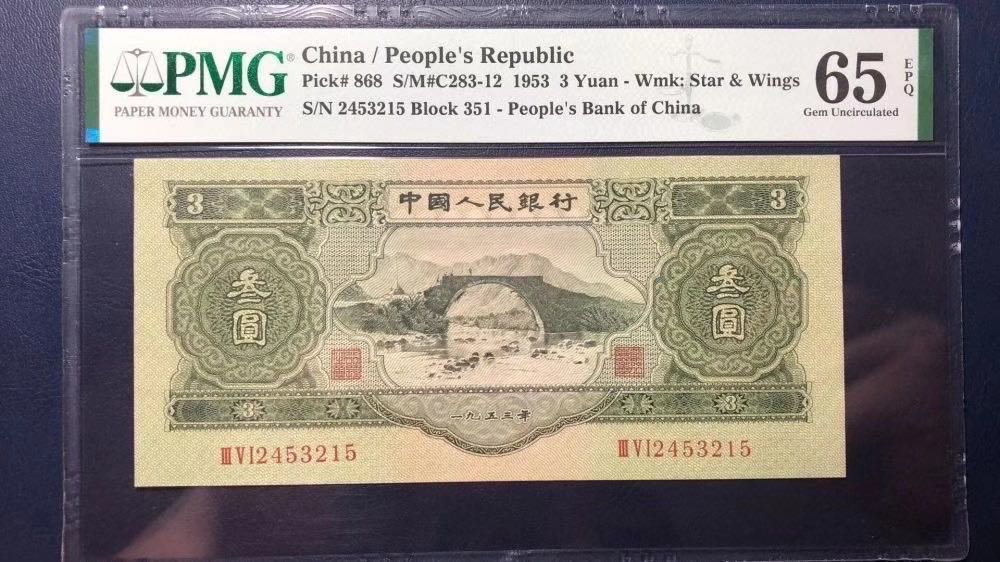 PMG
PAPER MONEY GUARANTY
China / People's Republic
Pick# 868 S/M#C283-12 1953 3 Yuan - Wmk: Star & Wings
S/N 2453215 Block 351 - People's Bank of China
65 EPQ
Gem Uncirculated
3 中國人民銀行 3
叁圓 叁圓
一九五三年
3 3
ⅢⅤⅠ2453215 ⅢⅤⅠ2453215